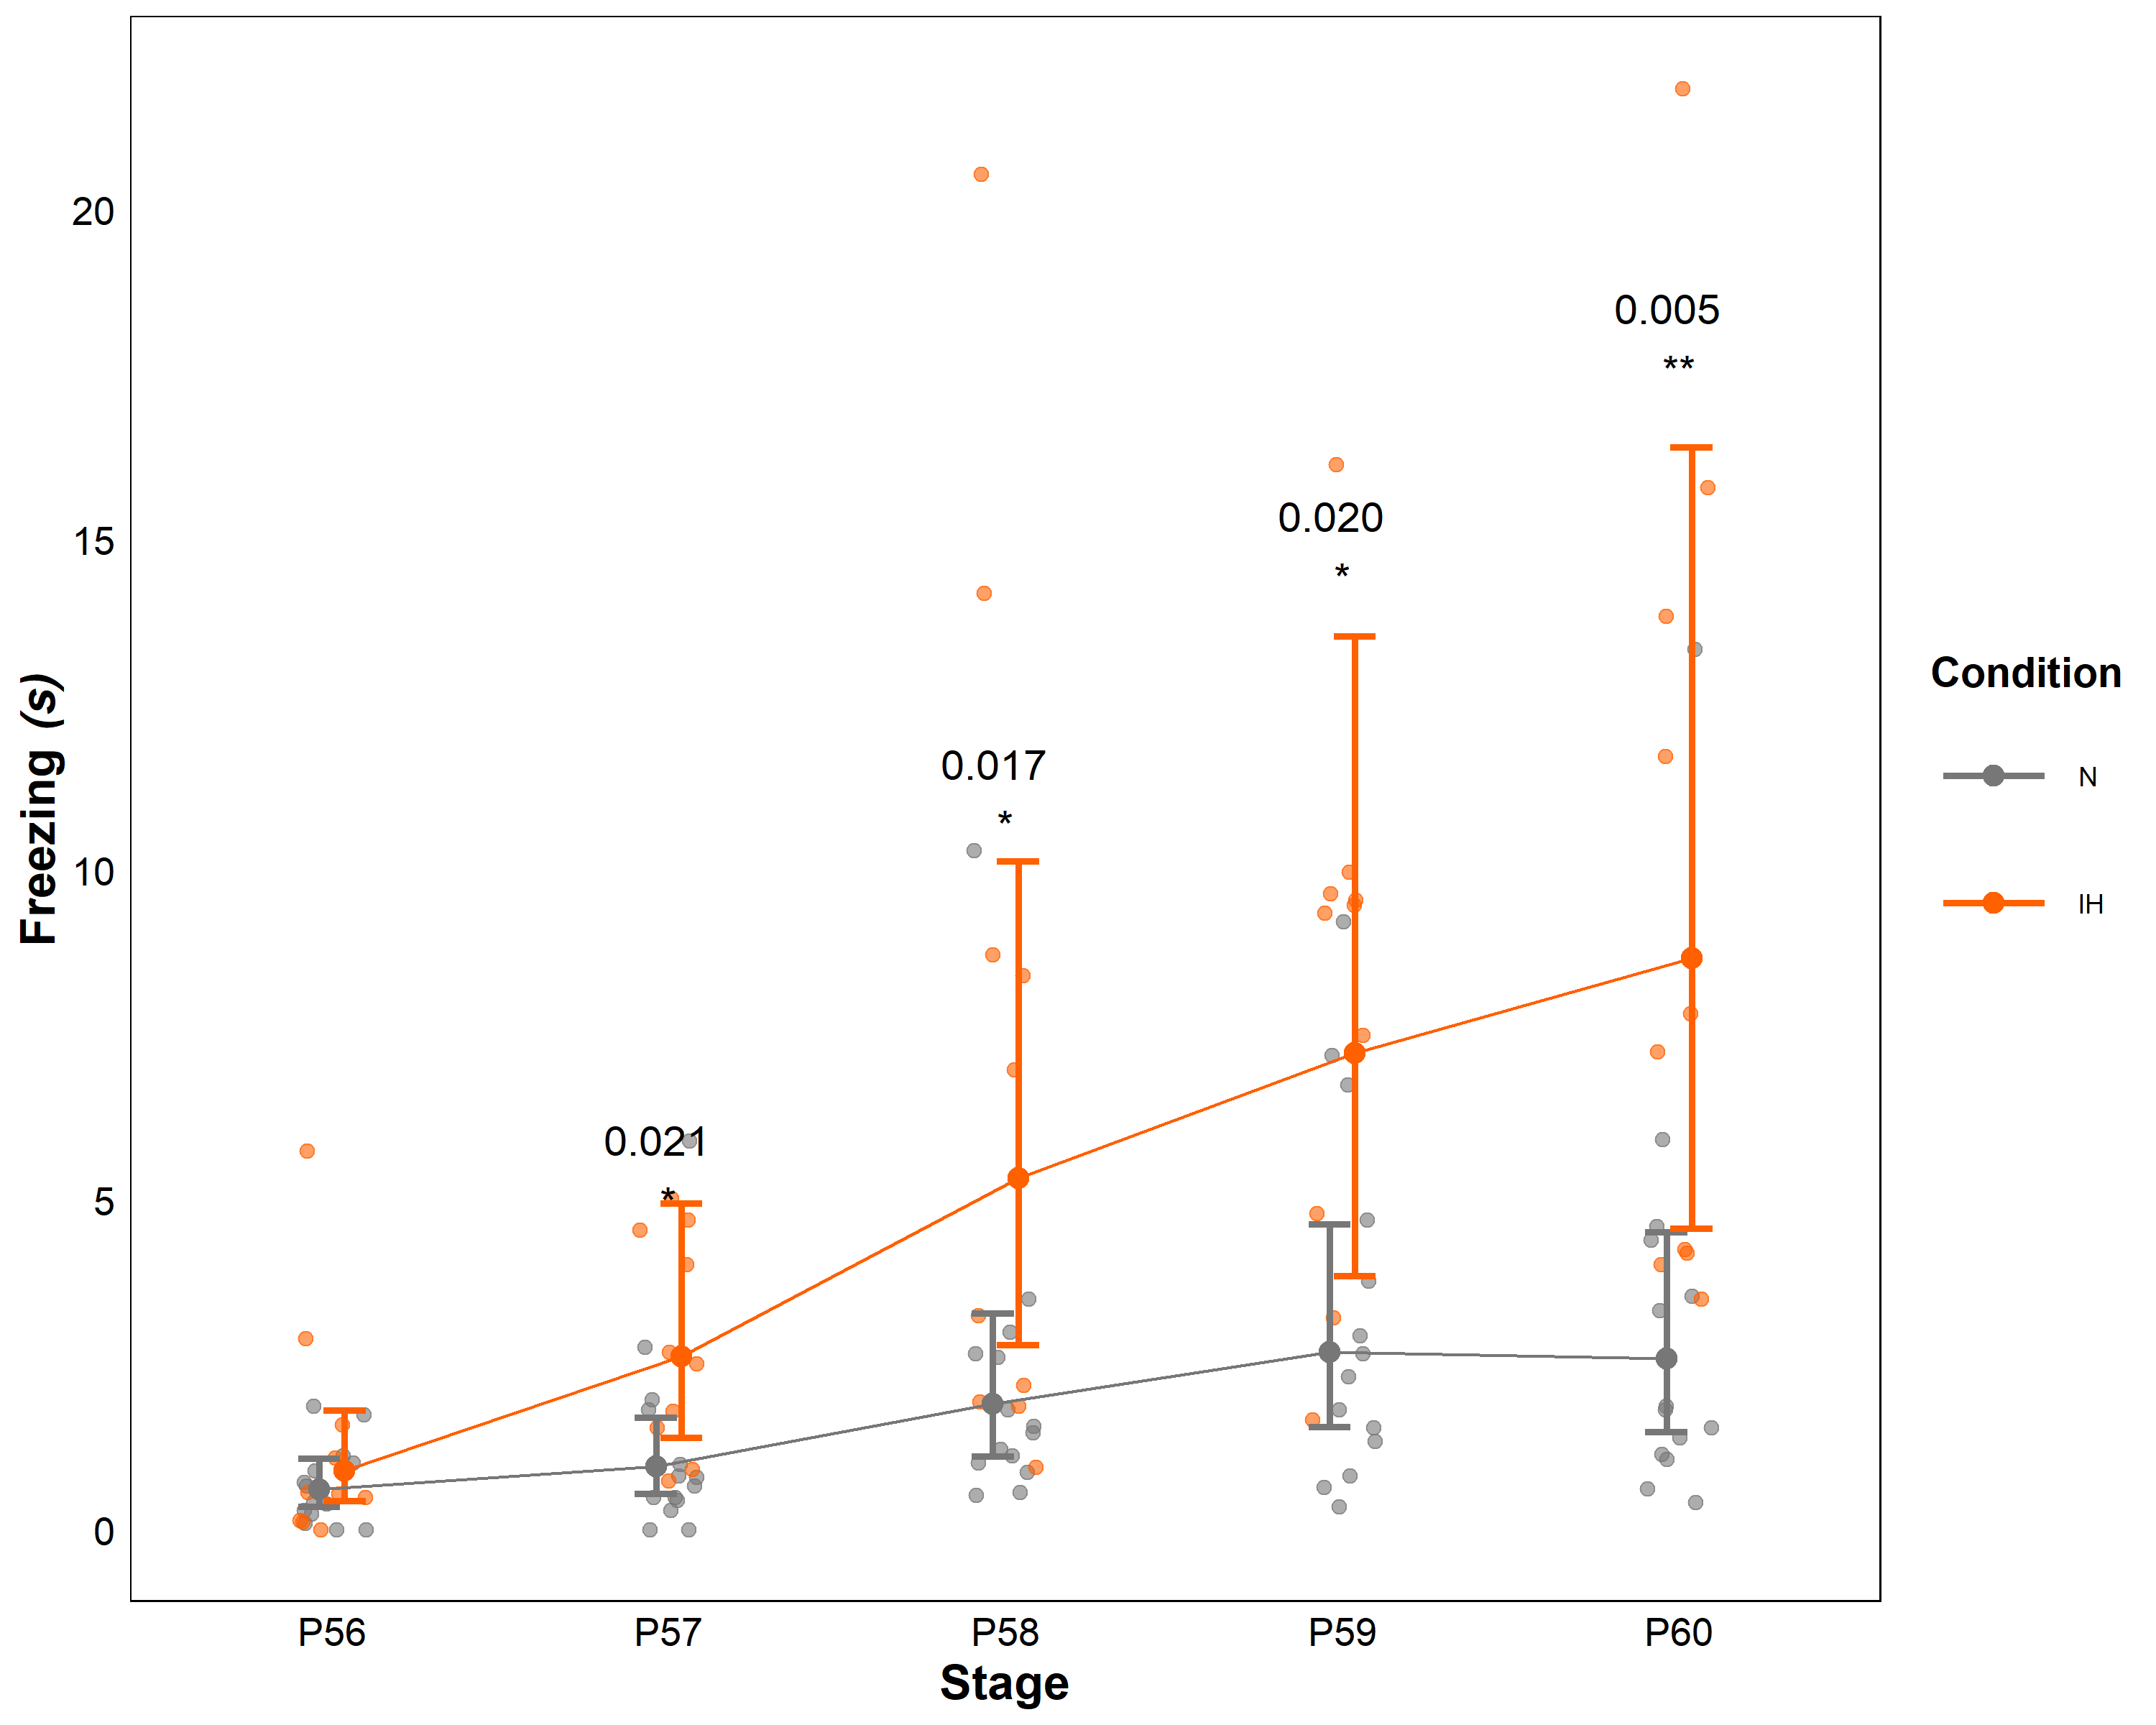 20
15
10
5
0
Freezing (s)
0.005
**
0.020
*
0.017
*
0.021
*
P56
P57
P58
P59
P60
Stage
Condition
N
IH